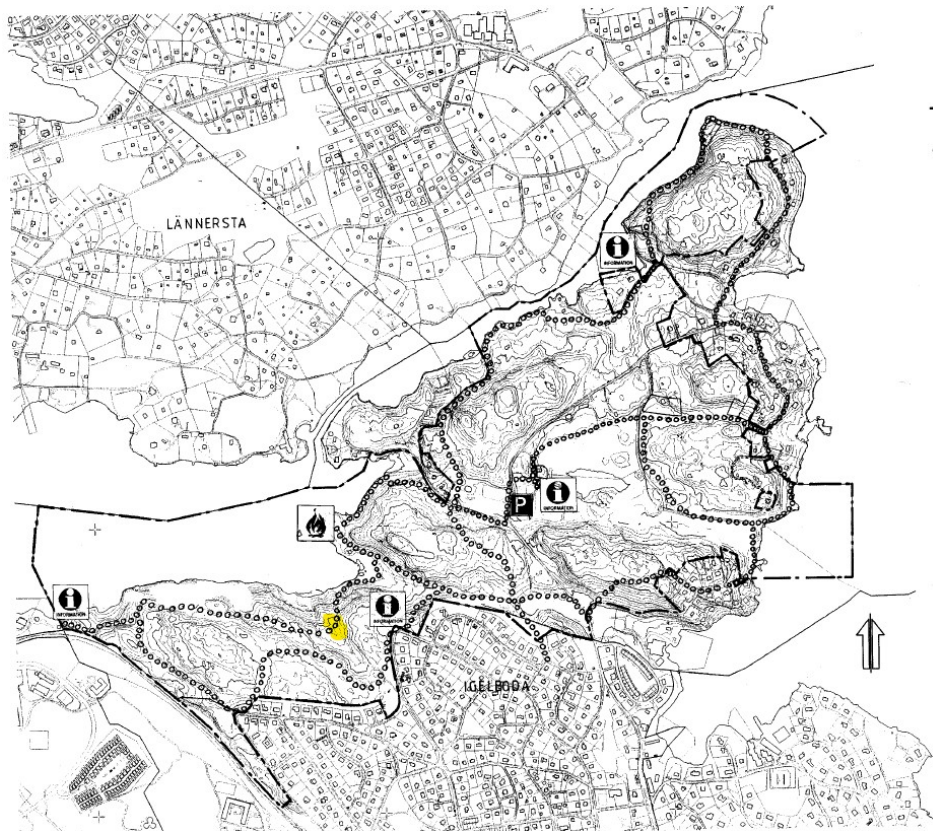 LÄNNERSTA
INFORMATION
P
INFORMATION
INFORMATION
INFORMATION
IGELBODA